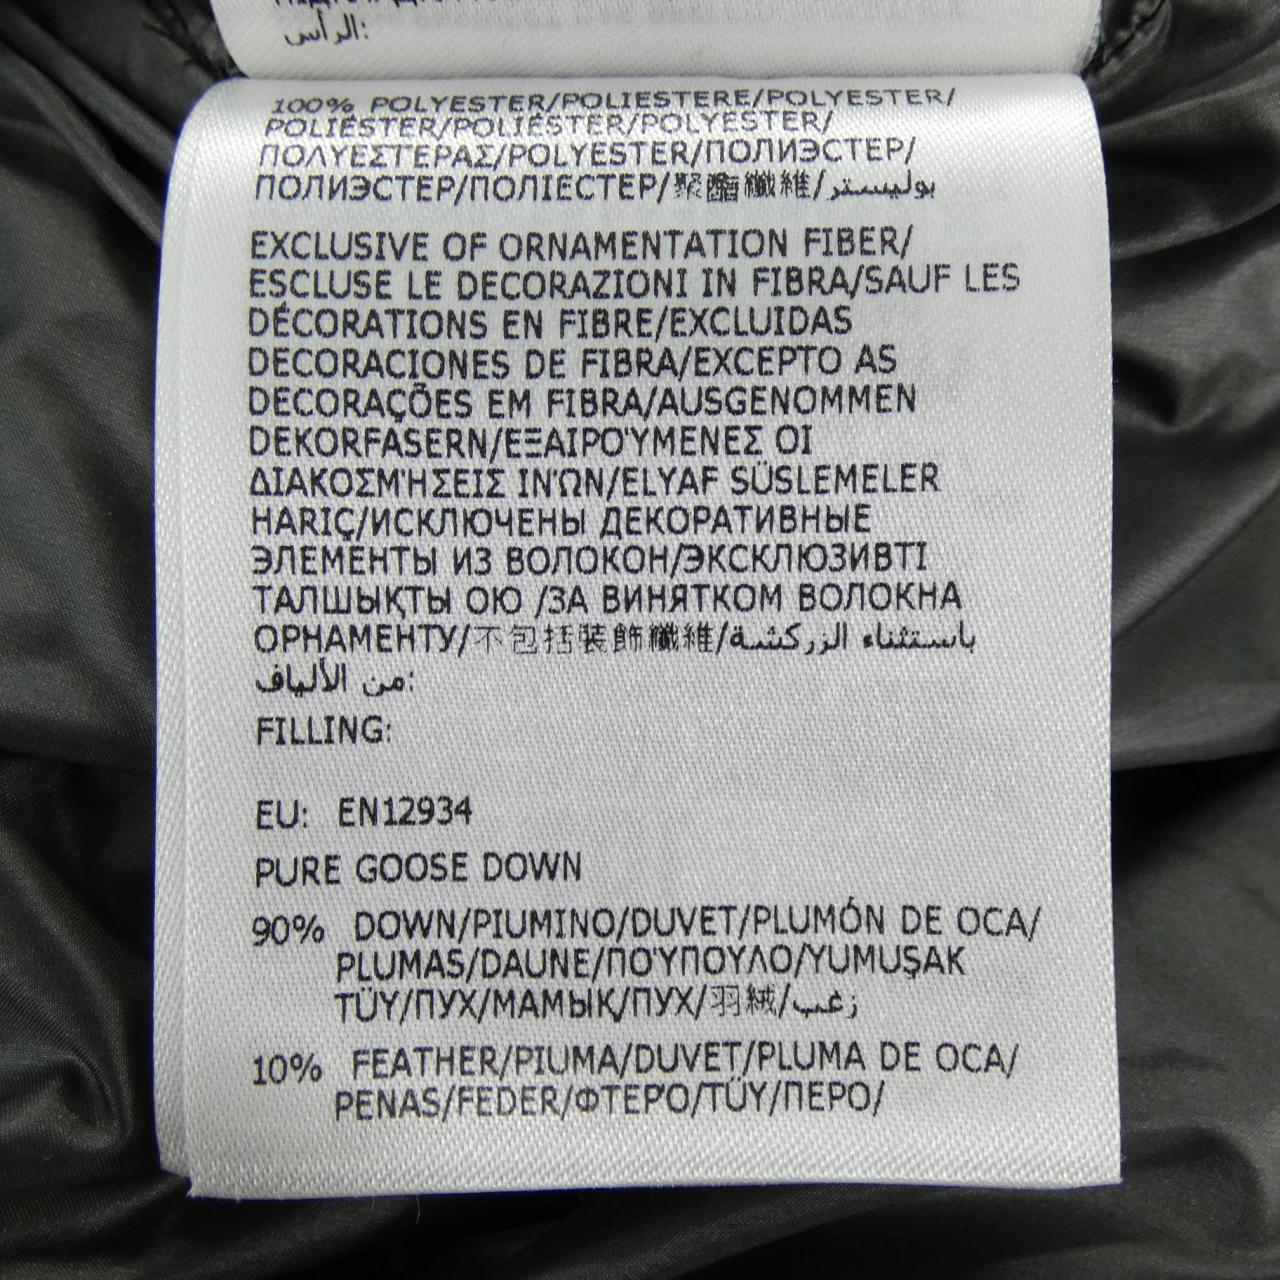 الرأس:
100% POLYESTER/POLIESTERE/POLYESTER/
POLIÉSTER/POLIÉSTER/POLYESTER/
ΠΟΛΥΕΣΤΕΡΑΣ/POLYESTER/ПОЛИЭСТЕР/
ПОЛИЭСТЕР/ПОЛІЕСТЕР/聚酯纖維/بوليستر
EXCLUSIVE OF ORNAMENTATION FIBER/
ESCLUSE LE DECORAZIONI IN FIBRA/SAUF LES
DÉCORATIONS EN FIBRE/EXCLUIDAS
DECORACIONES DE FIBRA/EXCEPTO AS
DECORAÇÕES EM FIBRA/AUSGENOMMEN
DEKORFASERN/ΕΞΑΙΡΟΎΜΕΝΕΣ ΟΙ
ΔΙΑΚΟΣΜΉΣΕΙΣ ΙΝΏΝ/ELYAF SÜSLEMELER
HARIÇ/ИСКЛЮЧЕНЫ ДЕКОРАТИВНЫЕ
ЭЛЕМЕНТЫ ИЗ ВОЛОКОН/ЭКСКЛЮЗИВТІ
ТАЛШЫҚТЫ ОЮ /ЗА ВИНЯТКОМ ВОЛОКНА
ОРНАМЕНТУ/不包括裝飾纖維/باستثناء الزركشة
من الألياف:
FILLING:
EU: EN12934
PURE GOOSE DOWN
90% DOWN/PIUMINO/DUVET/PLUMÓN DE OCA/
PLUMAS/DAUNE/ΠΟΎΠΟΥΛΟ/YUMUŞAK
TÜY/ПУХ/МАМЫҚ/ПУХ/羽絨/زغب
10% FEATHER/PIUMA/DUVET/PLUMA DE OCA/
PENAS/FEDER/ΦΤΕΡΌ/TÜY/ПЕРО/